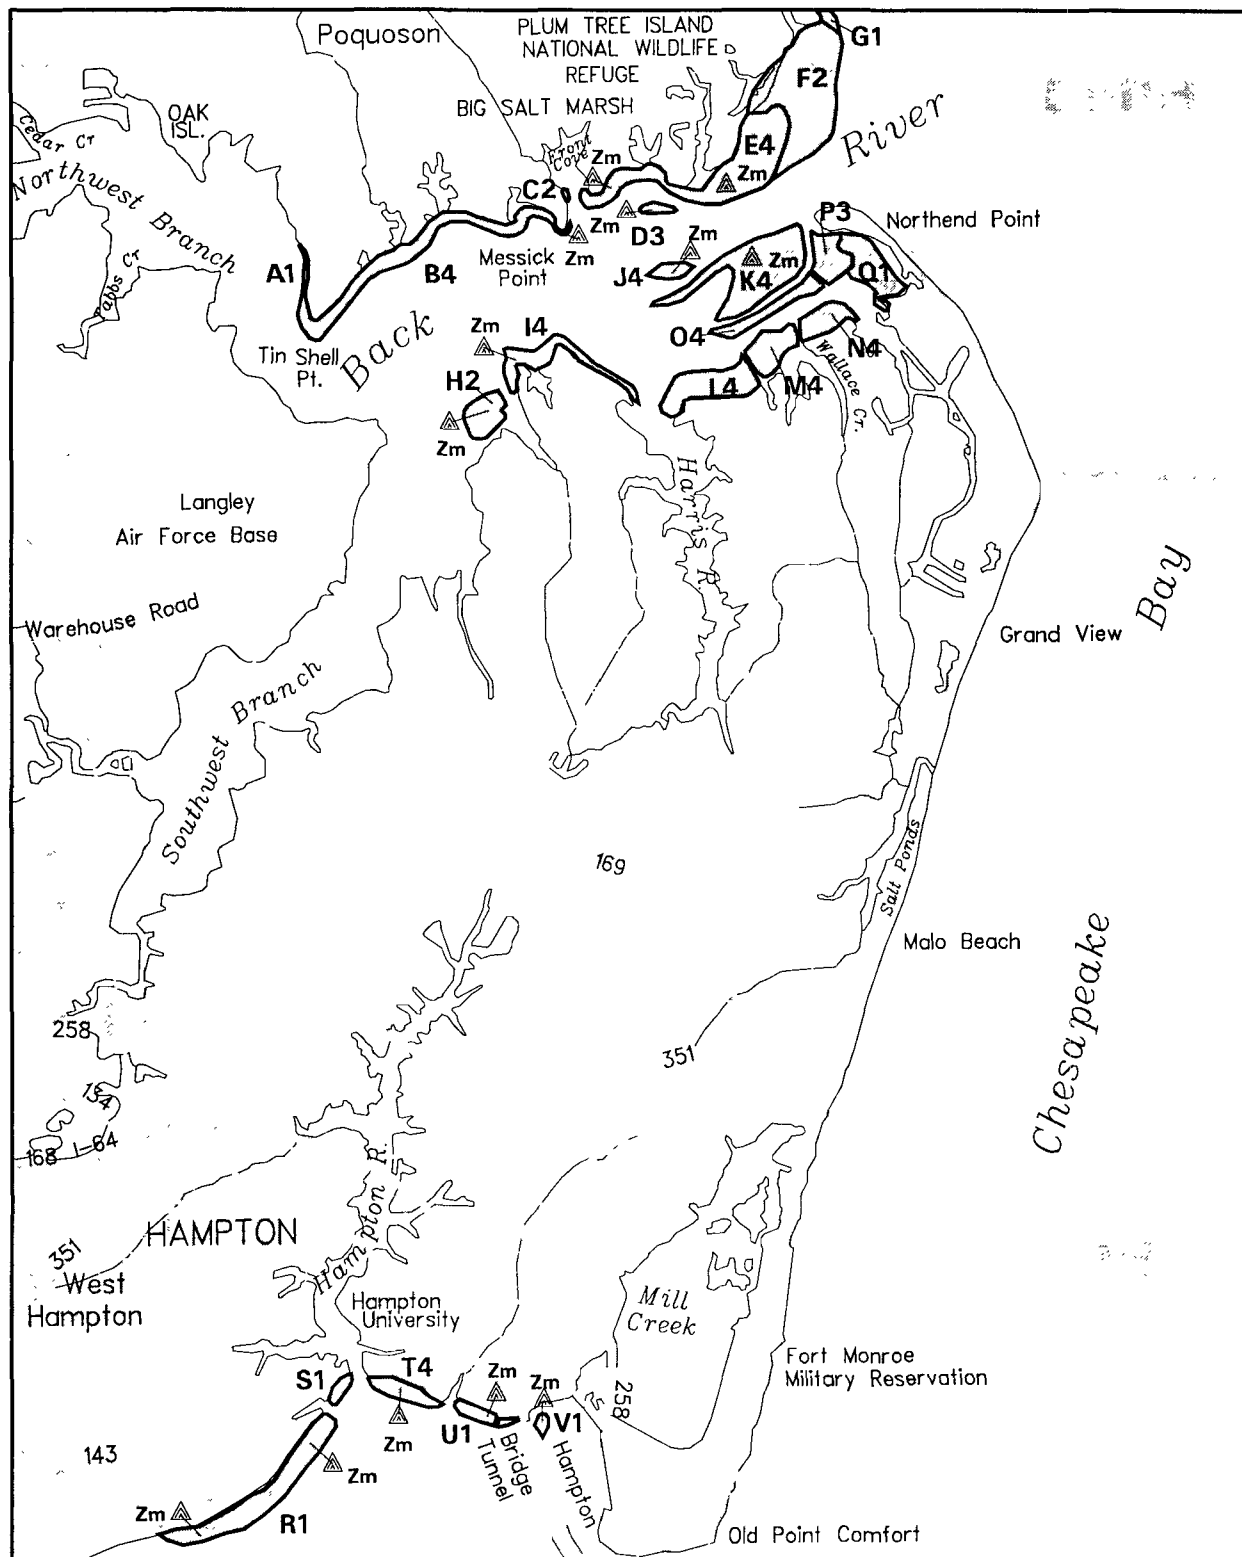 Poquoson
PLUM TREE ISLAND
NATIONAL WILDLIFE
REFUGE
BIG SALT MARSH
G1
F2
River
OAK
ISL.
Cedar Cr
Northwest Branch
Front
Cove
Zm
E4
Zm
C2
Zm
D3
Zm
P3
Northend Point
A1
B4
Messick
Point
Zm
J4
K4
Zm
Q1
Tabbs Cr
Tin Shell
Pt.
Back
Zm
I4
O4
N4
Wallace Cr.
H2
L4
M4
Zm
Harris R
Langley
Air Force Base
Warehouse Road
Bay
Grand View
Southwest Branch
169
Salt Ponds
Malo Beach
Chesapeake
258
134
351
168
I-64
Hampton R.
HAMPTON
351
West
Hampton
Hampton
University
Mill
Creek
Fort Monroe
Military Reservation
S1
T4
Zm
Zm
258
Zm
U1
V1
Bridge
Tunnel
Hampton
143
Zm
Zm
R1
Old Point Comfort